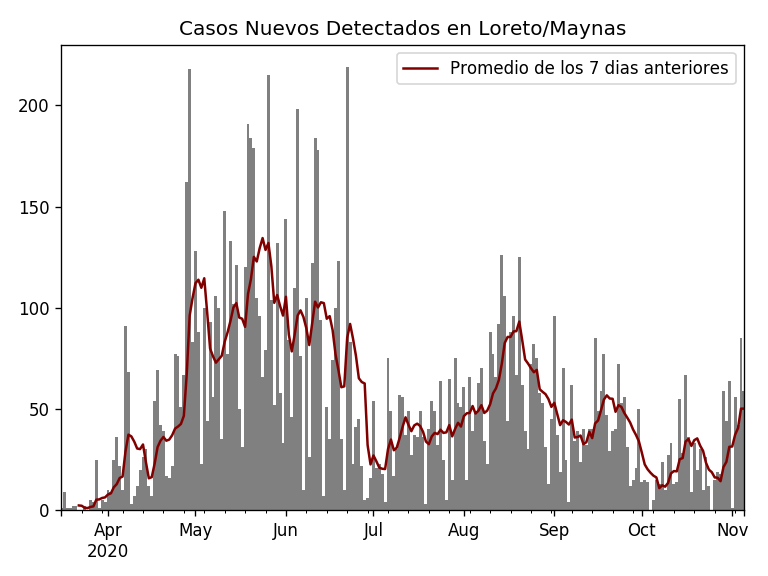 Casos Nuevos Detectados en Loreto/Maynas
Promedio de los 7 dias anteriores
200
150
100
50
0
Apr May Jun Jul Aug Sep Oct Nov
2020